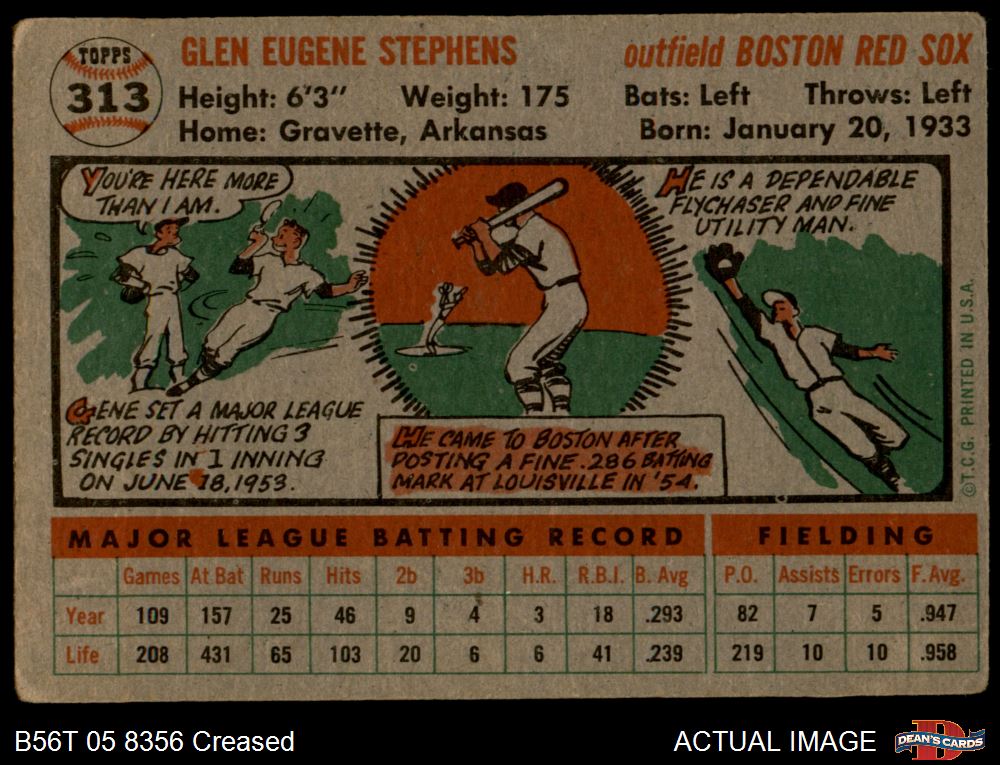 TOPPS
313
GLEN EUGENE STEPHENS
outfield BOSTON RED SOX
Height: 6'3" Weight: 175 Bats: Left Throws: Left
Home: Gravette, Arkansas Born: January 20, 1933
YOU'RE HERE MORE
THAN I AM.
GENE SET A MAJOR LEAGUE
RECORD BY HITTING 3
SINGLES IN 1 INNING
ON JUNE 18, 1953.
HE CAME TO BOSTON AFTER
POSTING A FINE .286 BATTING
MARK AT LOUISVILLE IN '54.
HE IS A DEPENDABLE
FLYCHASER AND FINE
UTILITY MAN.
©T.C.G. PRINTED IN U.S.A.
MAJOR LEAGUE BATTING RECORD FIELDING
Games At Bat Runs Hits 2b 3b H.R. R.B.I. B. Avg P.O. Assists Errors F. Avg.
Year 109 157 25 46 9 4 3 18 .293 82 7 5 .947
Life 208 431 65 103 20 6 6 41 .239 219 10 10 .958
B56T 05 8356 Creased
ACTUAL IMAGE
DEAN'S CARDS